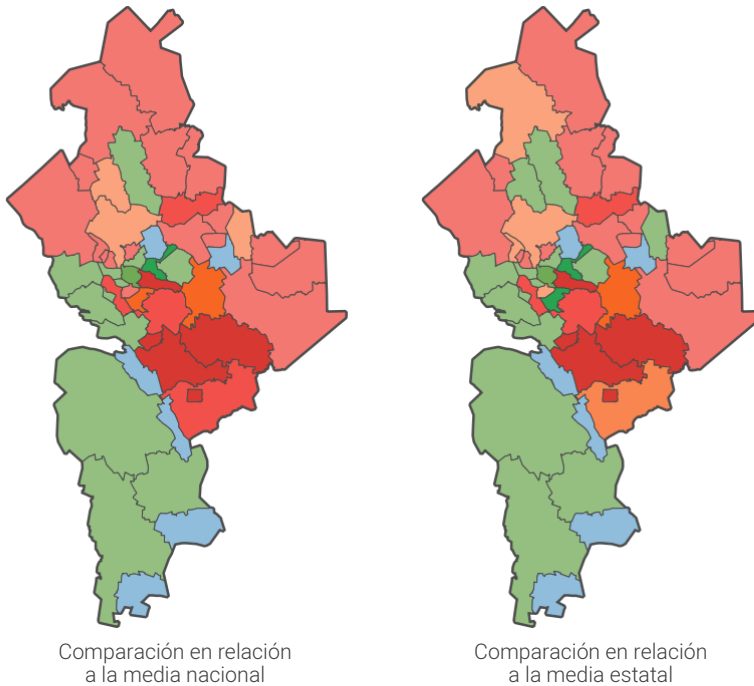 Comparación en relación
a la media nacional
Comparación en relación
a la media estatal